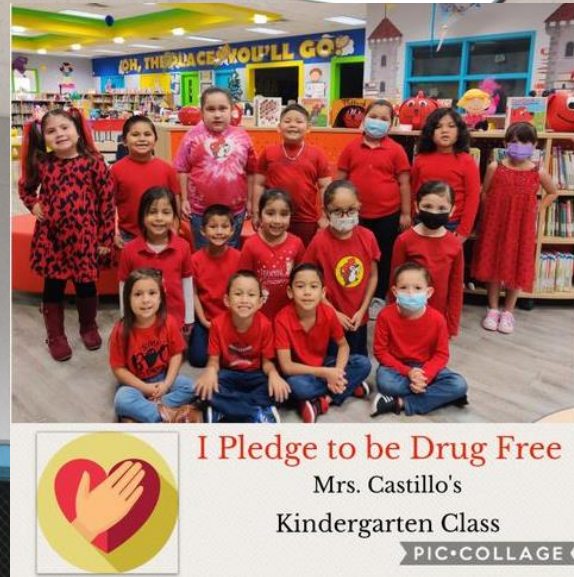 OH, THE PLACES YOU'LL GO!
I Pledge to be Drug Free
Mrs. Castillo's
Kindergarten Class
PIC•COLLAGE